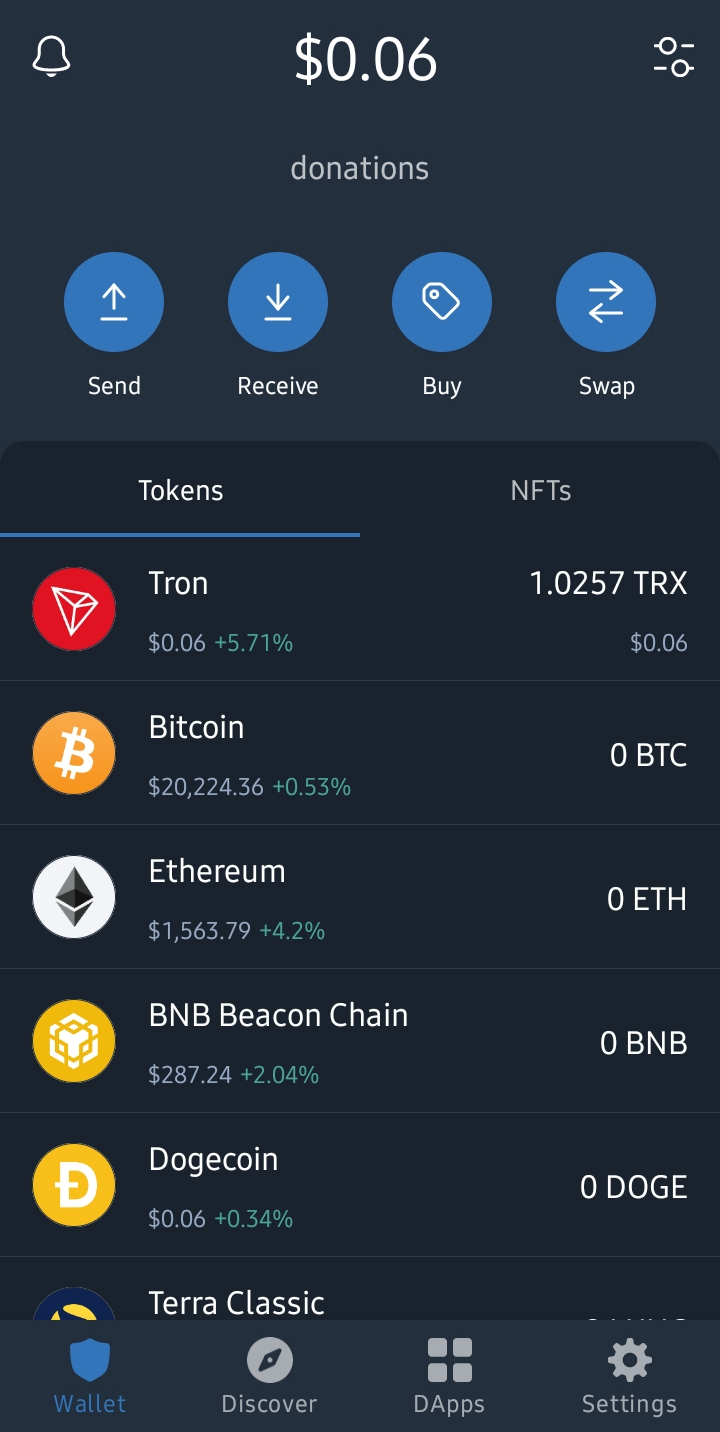 $0.06
donations
Send Receive Buy Swap
Tokens NFTs
Tron 1.0257 TRX
$0.06 +5.71% $0.06
Bitcoin 0 BTC
$20,224.36 +0.53%
Ethereum 0 ETH
$1,563.79 +4.2%
BNB Beacon Chain 0 BNB
$287.24 +2.04%
Dogecoin 0 DOGE
$0.06 +0.34%
Terra Classic
Wallet Discover DApps Settings